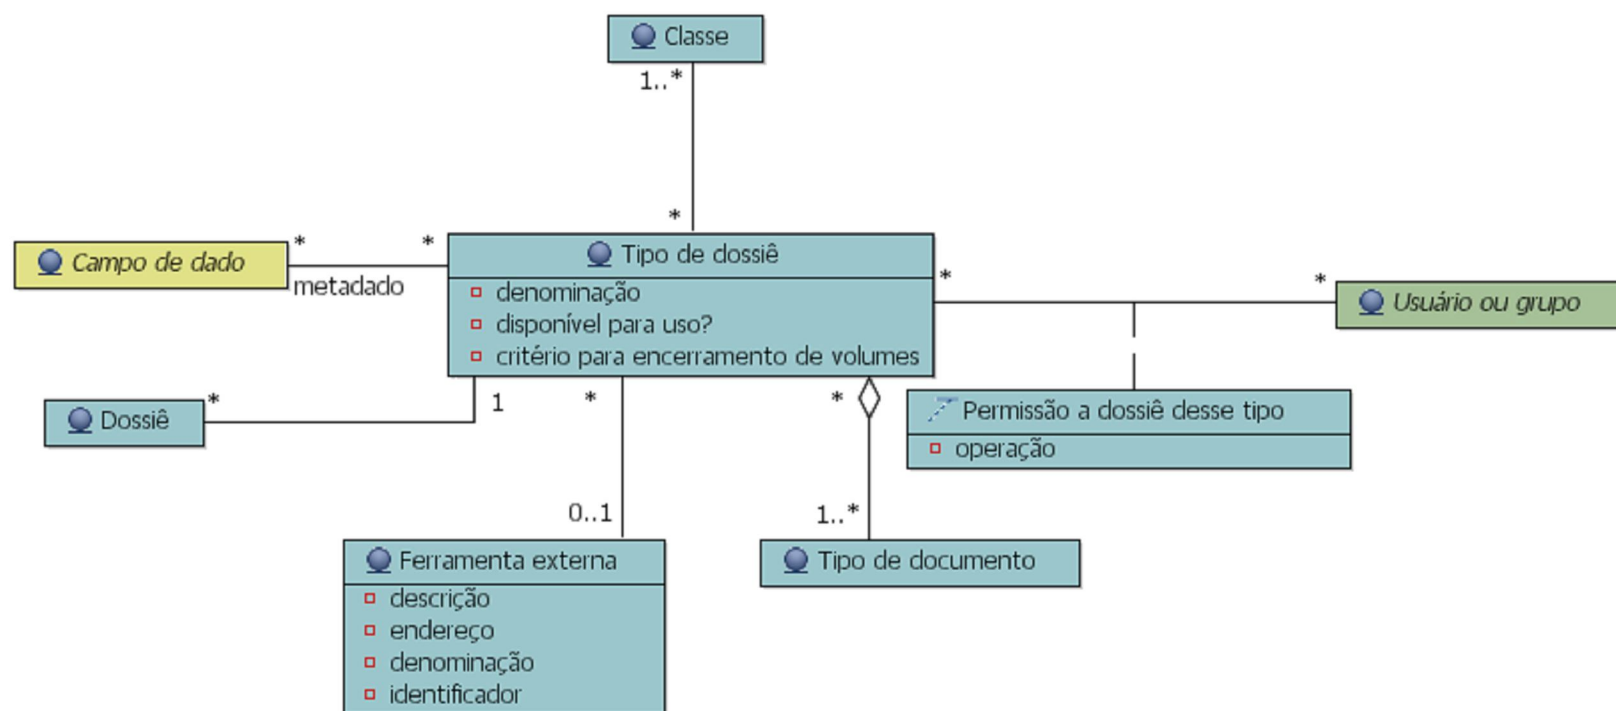 Classe
1..*
*
Campo de dado
*
*
metadado
Tipo de dossiê
denominação
disponível para uso?
critério para encerramento de volumes
*
*
Usuário ou grupo
Dossiê
*
1
*
*
Permissão a dossiê desse tipo
operação
0..1
1..*
Ferramenta externa
descrição
endereço
denominação
identificador
Tipo de documento